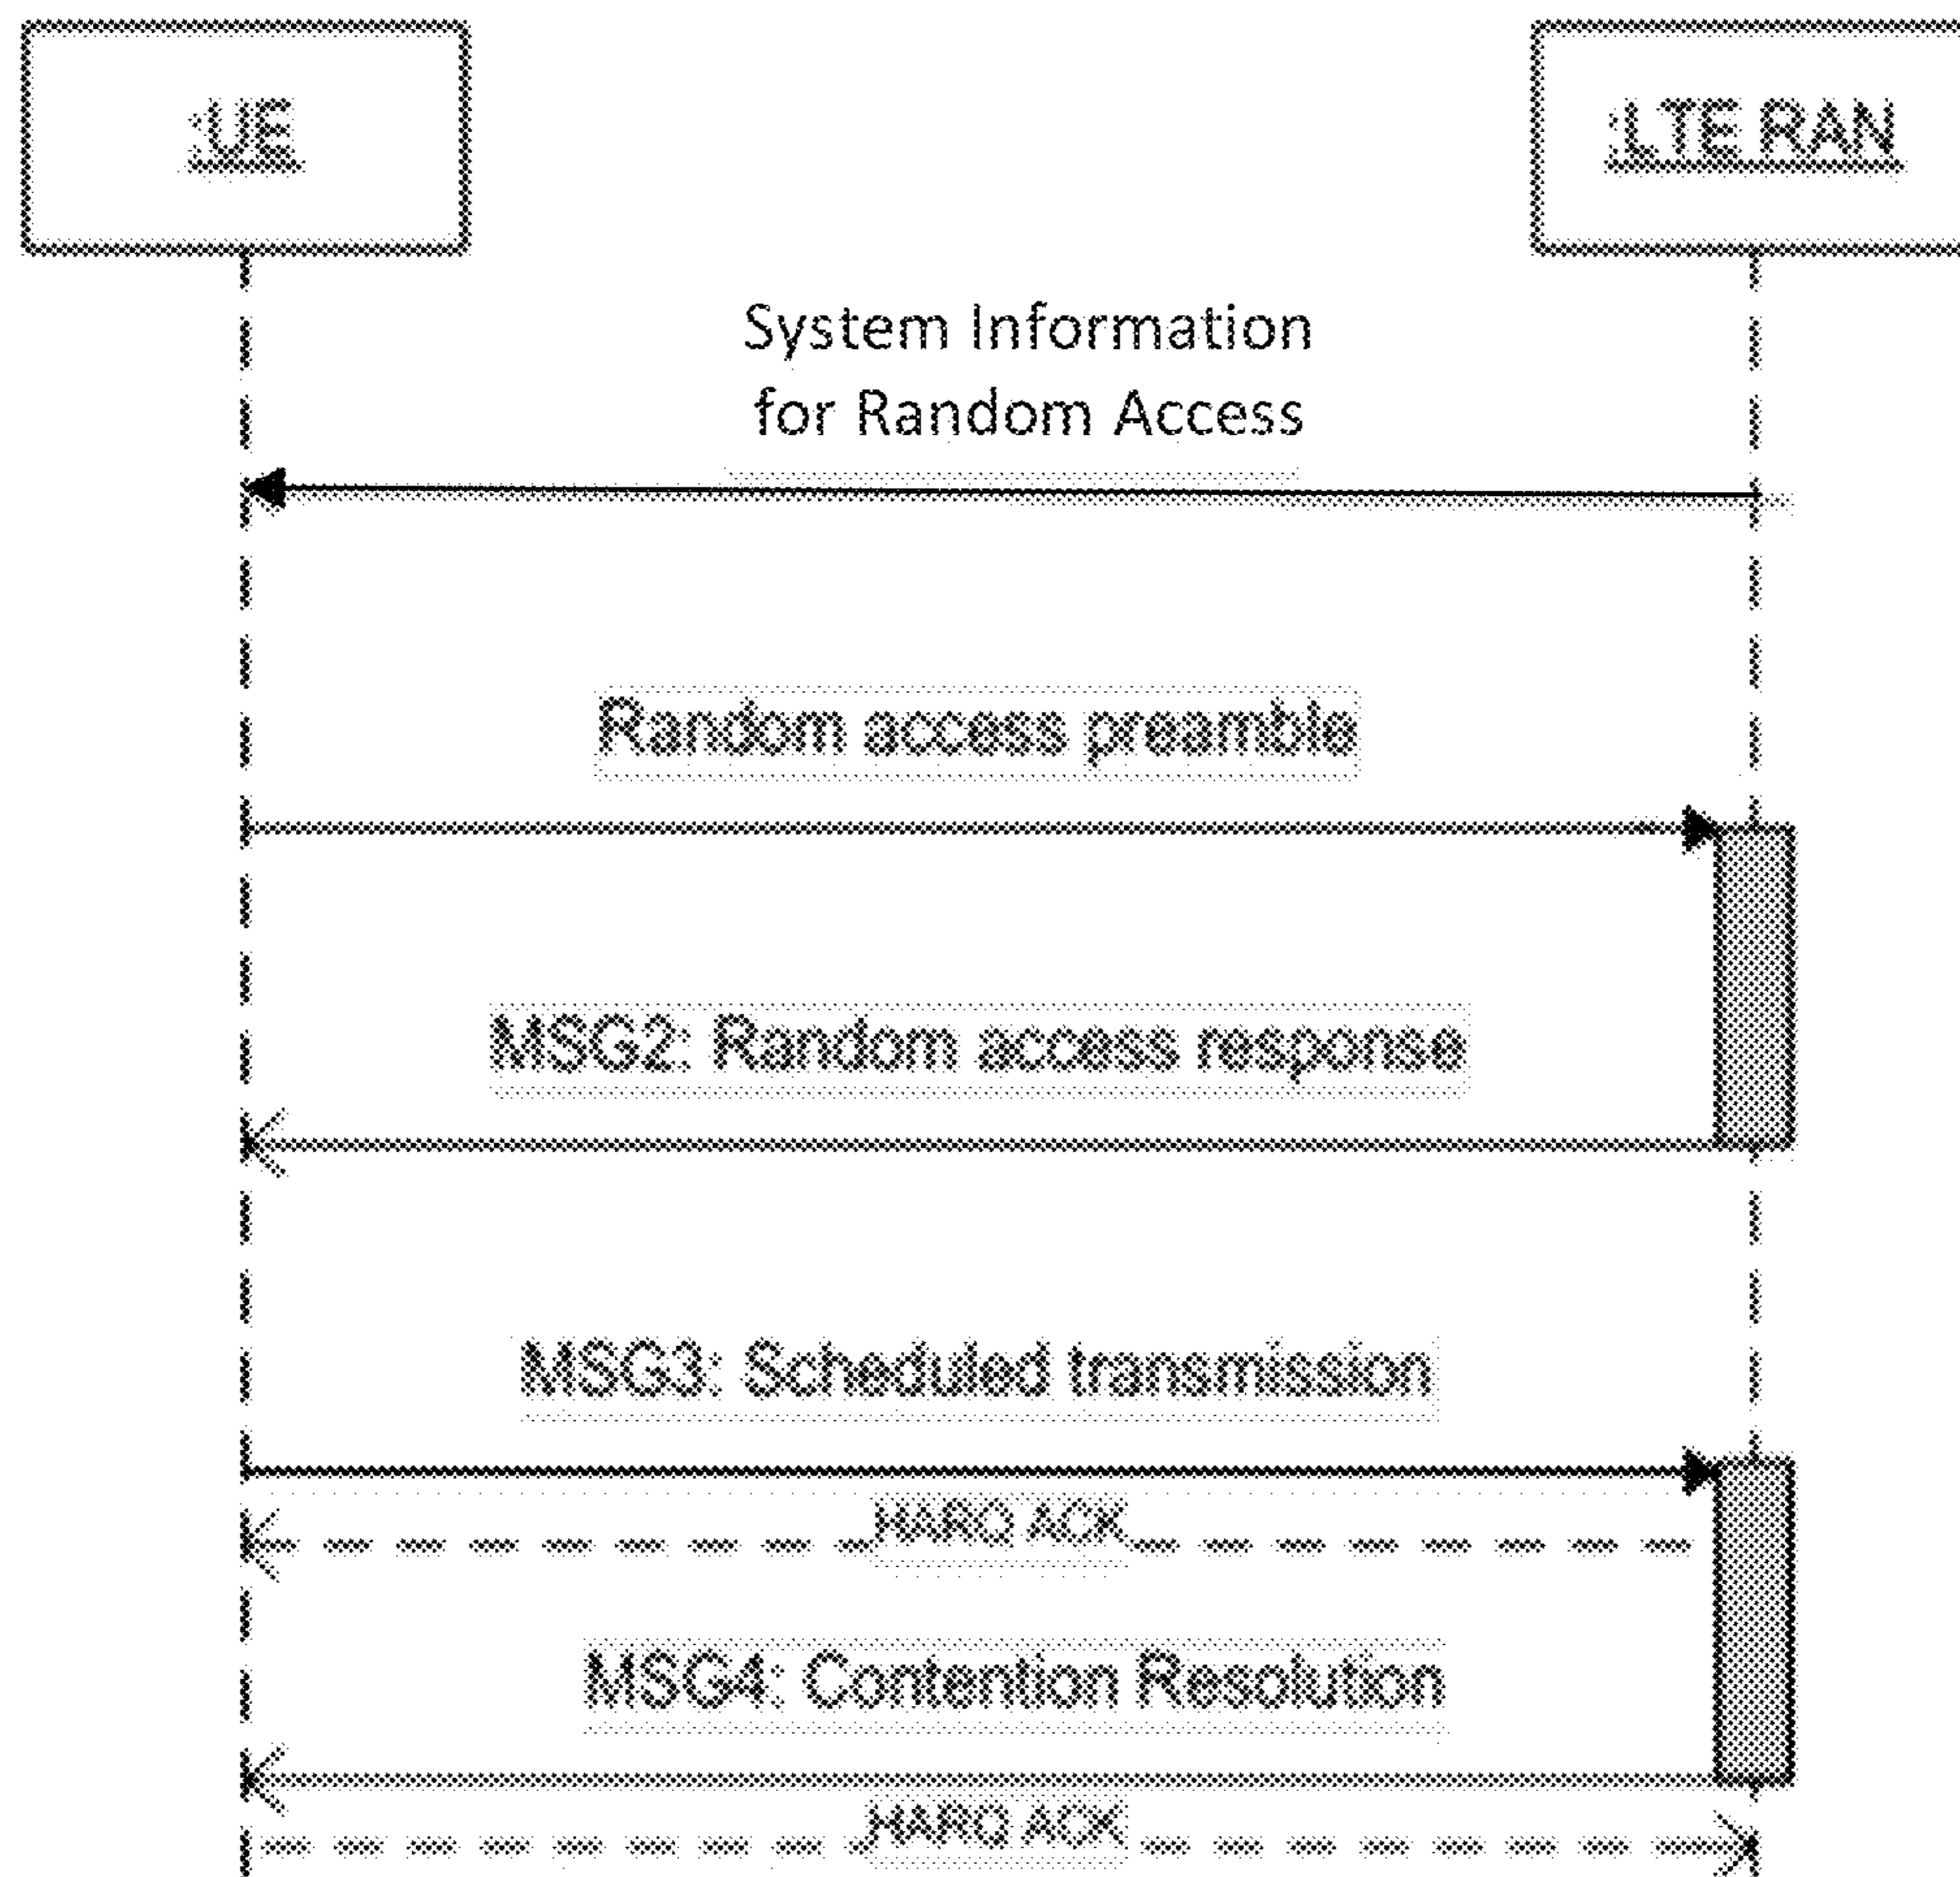 :UE
:LTE RAN
System Information
for Random Access
Random access preamble
MSG2: Random access response
MSG3: Scheduled transmission
HARQ ACK
MSG4: Contention Resolution
HARQ ACK